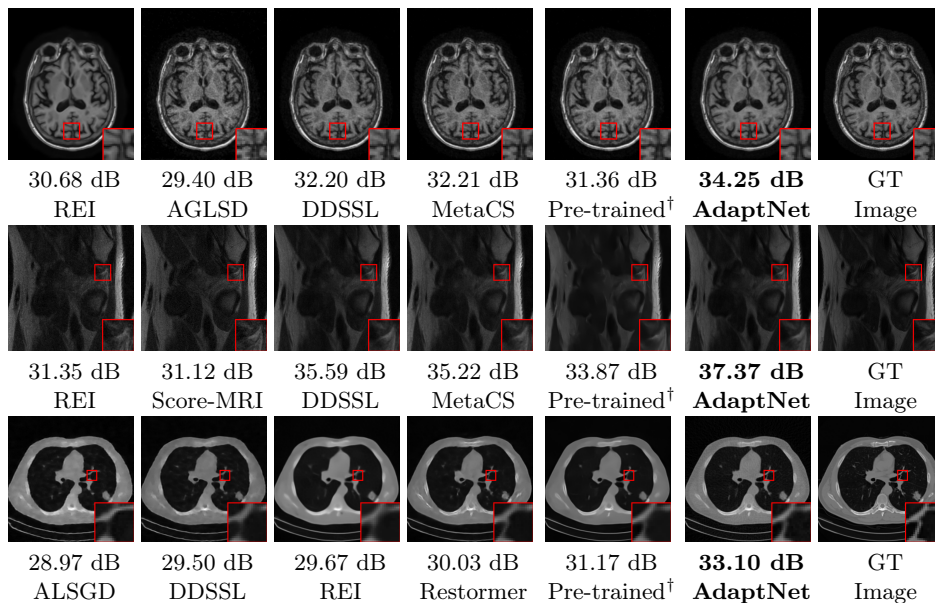 30.68 dB 29.40 dB 32.20 dB 32.21 dB 31.36 dB 34.25 dB GT
REI AGLSD DDSSL MetaCS Pre-trained† AdaptNet Image
31.35 dB 31.12 dB 35.59 dB 35.22 dB 33.87 dB 37.37 dB GT
REI Score-MRI DDSSL MetaCS Pre-trained† AdaptNet Image
28.97 dB 29.50 dB 29.67 dB 30.03 dB 31.17 dB 33.10 dB GT
ALSGD DDSSL REI Restormer Pre-trained† AdaptNet Image